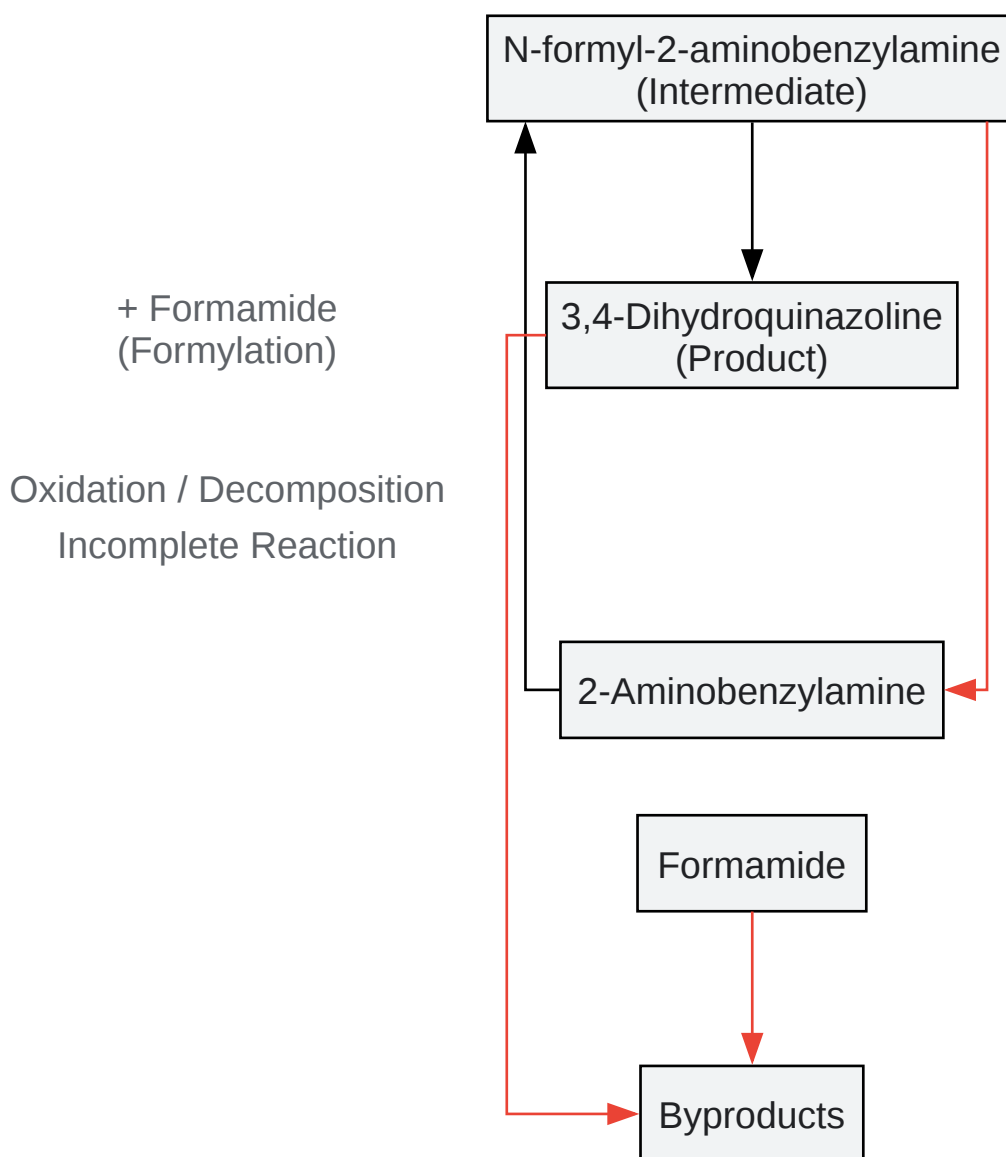 N-formyl-2-aminobenzylamine
(Intermediate)
+ Formamide
(Formylation)
3,4-Dihydroquinazoline
(Product)
Oxidation / Decomposition
Incomplete Reaction
2-Aminobenzylamine
Formamide
Byproducts